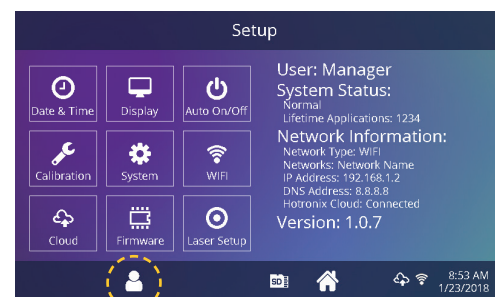 Setup
Date & Time
Display
Auto On/Off
Calibration
System
WIFI
Cloud
Firmware
Laser Setup
User: Manager
System Status:
Normal
Lifetime Applications: 1234
Network Information:
Network Type: WIFI
Networks: Network Name
IP Address: 192.168.1.2
DNS Address: 8.8.8.8
Hotronix Cloud: Connected
Version: 1.0.7
SD
8:53 AM
1/23/2018